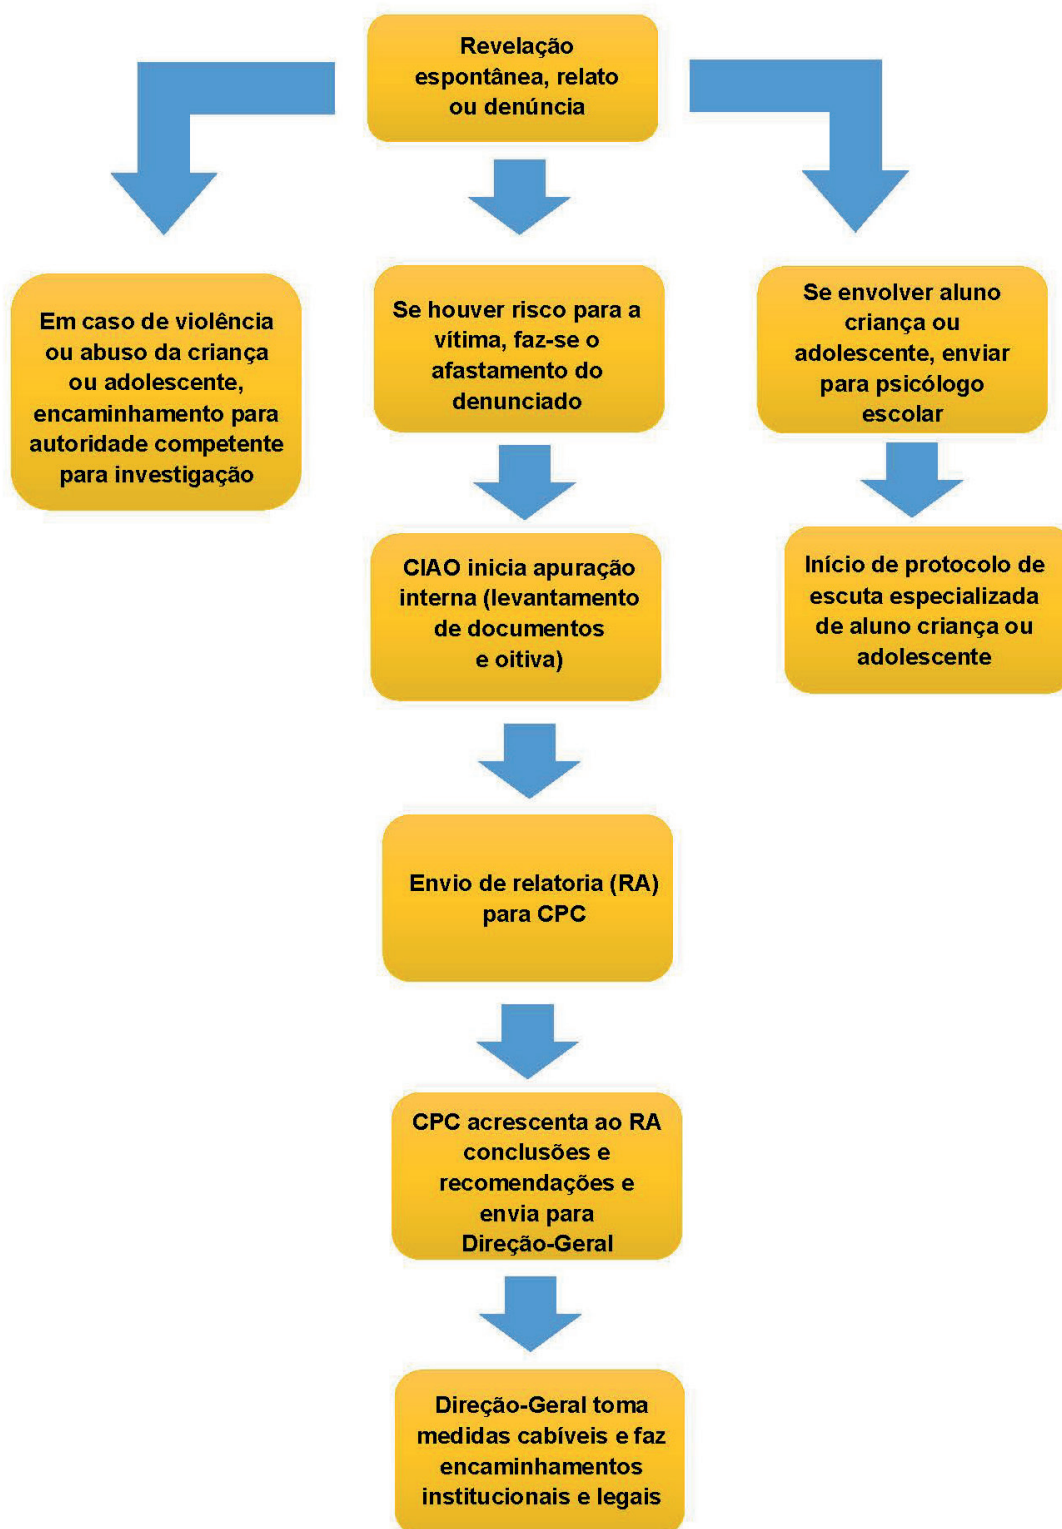 Revelação
espontânea, relato
ou denúncia
Em caso de violência
ou abuso da criança
ou adolescente,
encaminhamento para
autoridade competente
para investigação
Se houver risco para a
vítima, faz-se o
afastamento do
denunciado
Se envolver aluno
criança ou
adolescente, enviar
para psicólogo
escolar
CIAO inicia apuração
interna (levantamento
de documentos
e oitiva)
Início de protocolo de
escuta especializada
de aluno criança ou
adolescente
Envio de relatoria (RA)
para CPC
CPC acrescenta ao RA
conclusões e
recomendações e
envia para
Direção-Geral
Direção-Geral toma
medidas cabíveis e faz
encaminhamentos
institucionais e legais